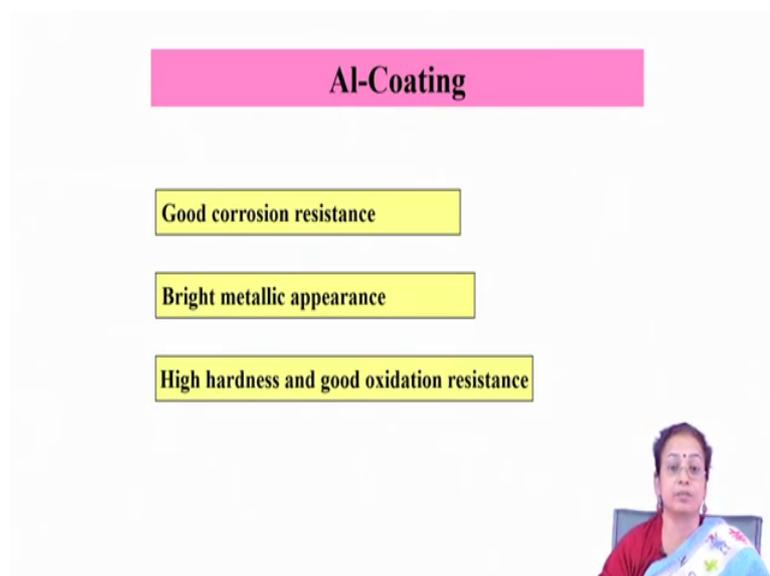 Al-Coating
Good corrosion resistance
Bright metallic appearance
High hardness and good oxidation resistance